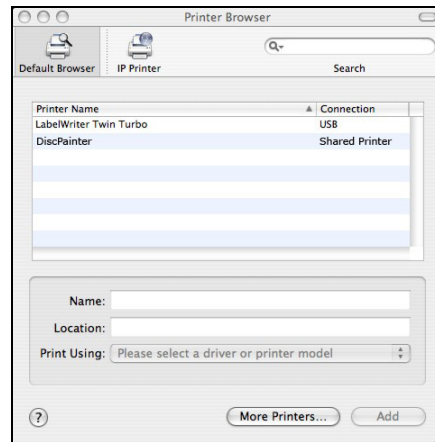 Printer Browser
Default Browser
IP Printer
Search
Printer Name Connection
LabelWriter Twin Turbo USB
DiscPainter Shared Printer
Name:
Location:
Print Using: Please select a driver or printer model
? More Printers... Add